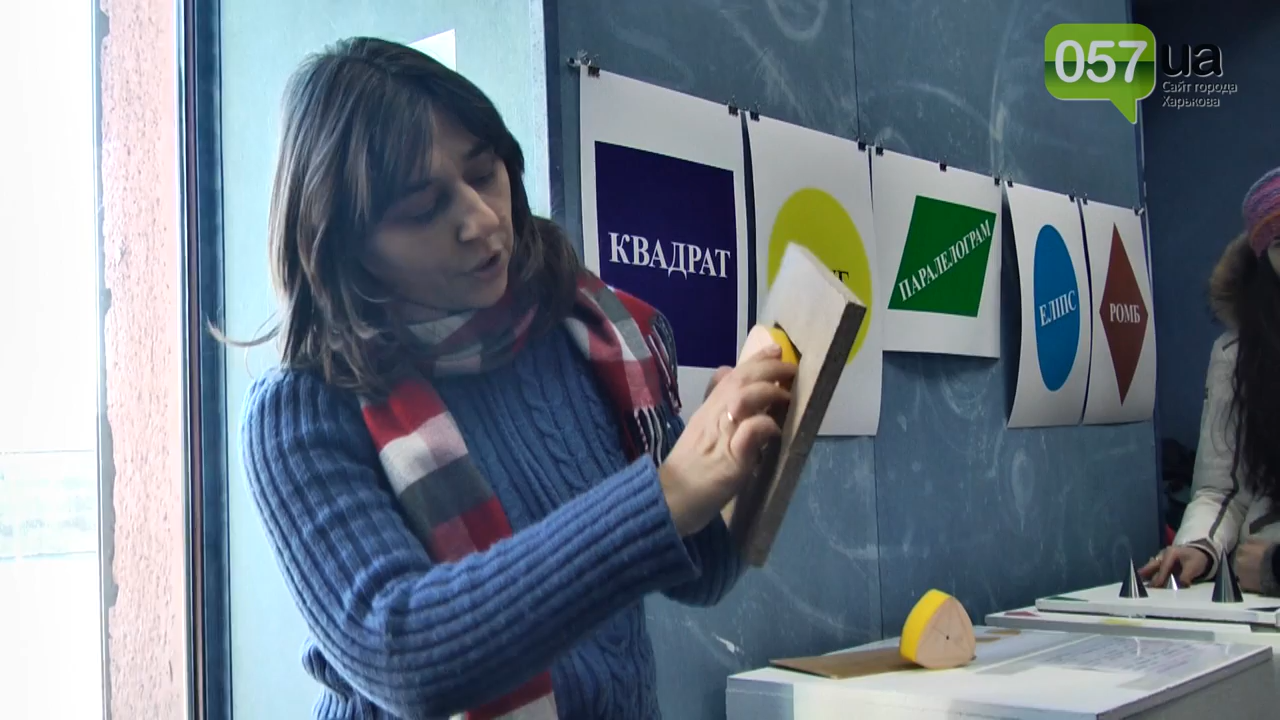 057
ua
Сайт города
Харькова
КВАДРАТ
ПАРАЛЕЛОГРАМ
ЕЛІПС
РОМБ